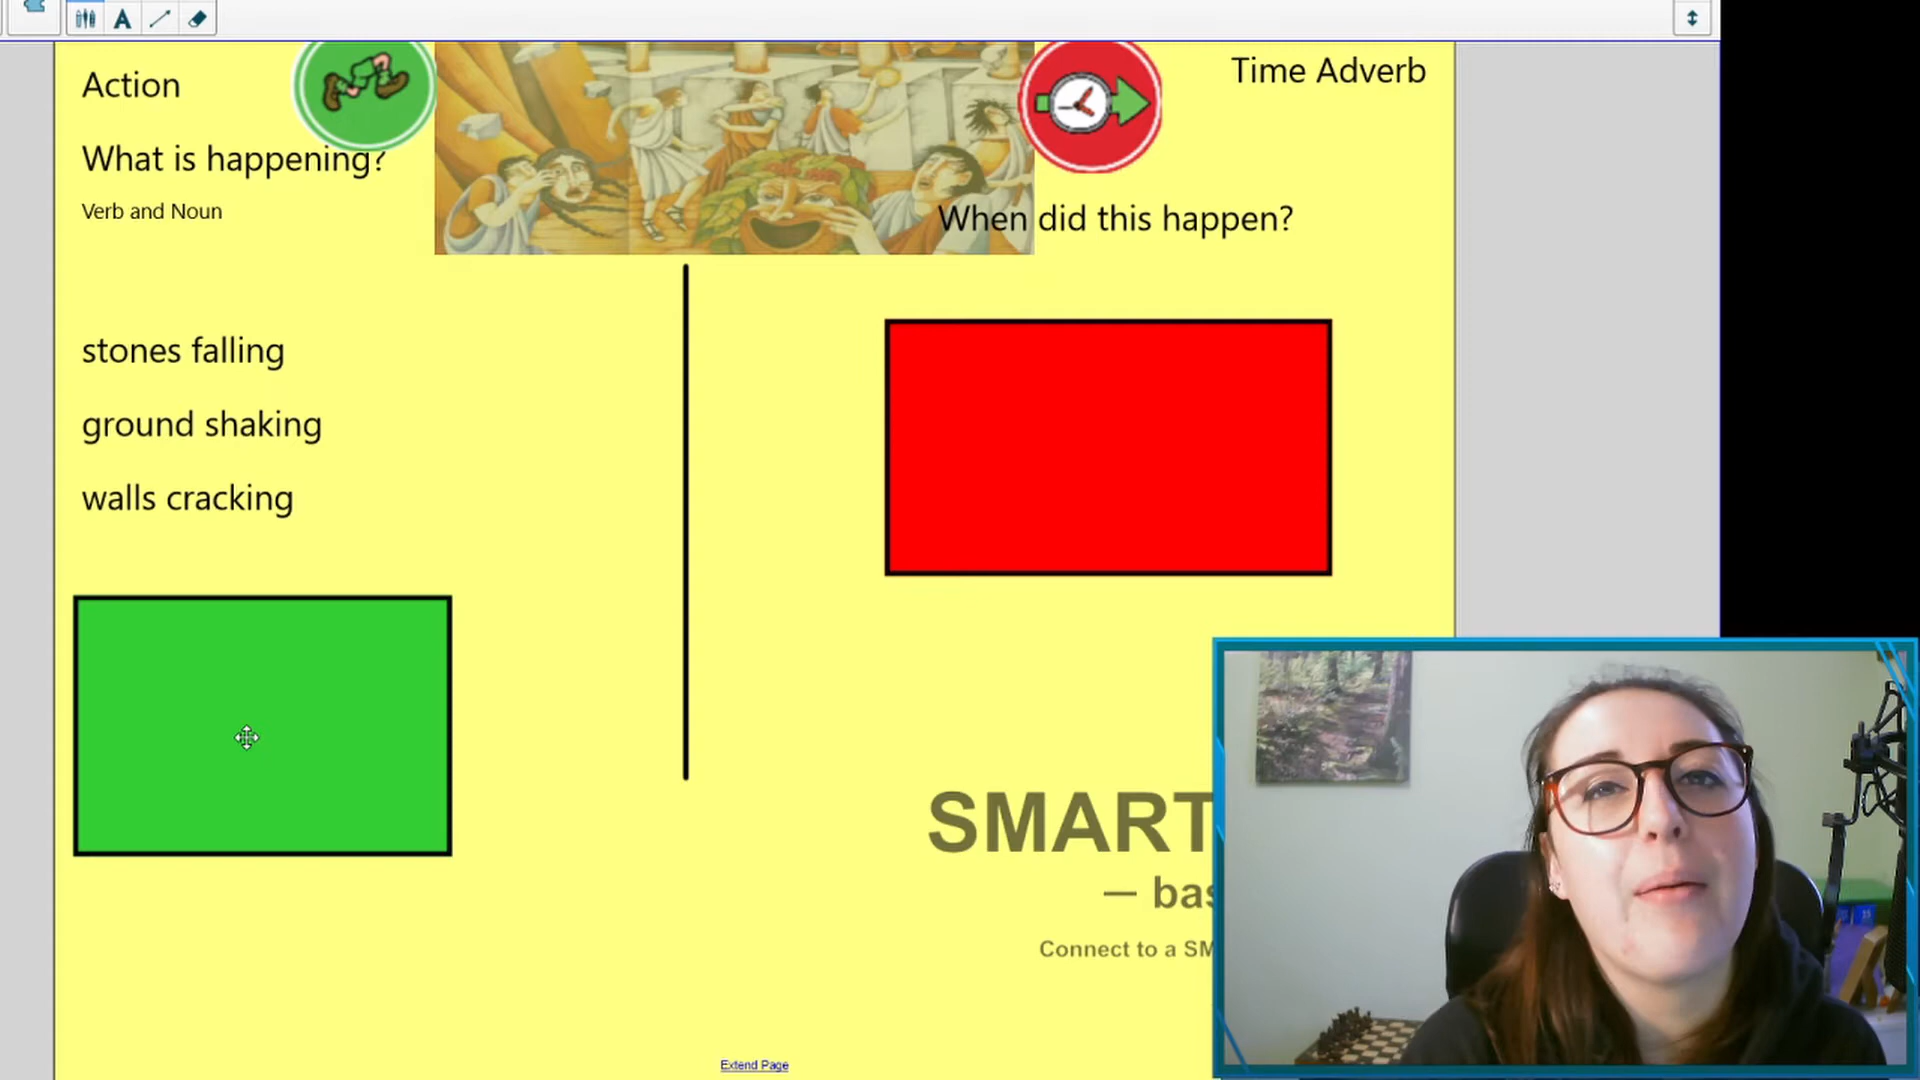 Action
What is happening?
Verb and Noun
Time Adverb
When did this happen?
stones falling
ground shaking
walls cracking
SMART
— bas
Connect to a SM
Extend Page